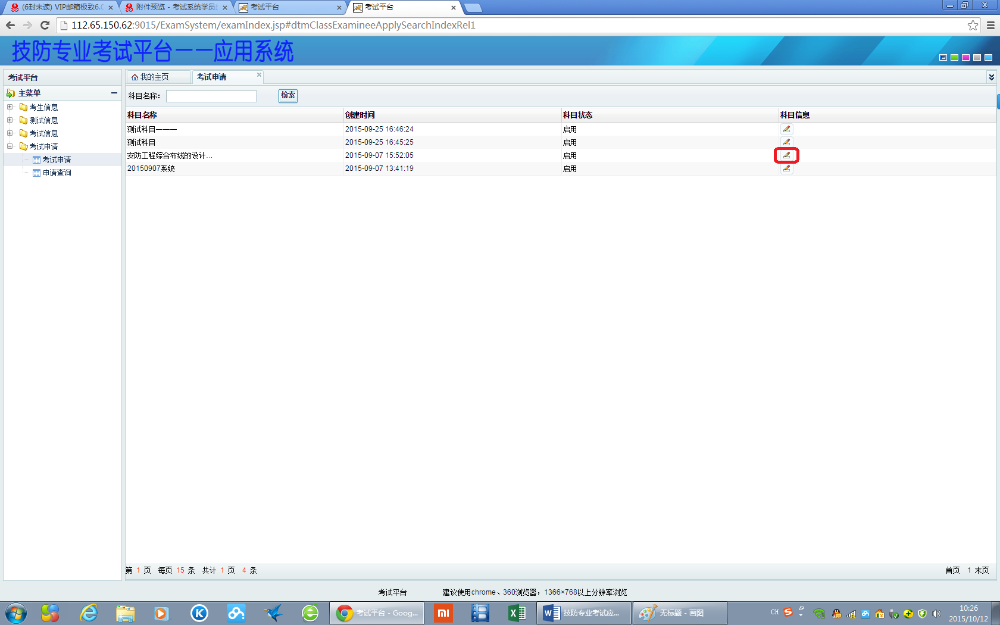 (6封未读) VIP邮箱极致6.0
附件预览 - 考试系统学员
考试平台
考试平台
112.65.150.62:9015/ExamSystem/examIndex.jsp#dtmClassExamineeApplySearchIndexRel1
技防专业考试平台——应用系统
考试平台
我的主页
考试申请
主菜单
科目名称：
检索
考生信息
测试信息
考试信息
考试申请
考试申请
申请查询
科目名称
创建时间
科目状态
科目信息
测试科目———
2015-09-25 16:46:24
启用
测试科目
2015-09-25 16:45:25
启用
安防工程综合布线的设计...
2015-09-07 15:52:05
启用
20150907系统
2015-09-07 13:41:19
启用
第 1 页 每页 15 条 共计 1 页 4 条
首页 1 末页
考试平台
建议使用chrome、360浏览器，1366×768以上分辨率浏览
考试平台 - Goog...
技防专业考试应...
无标题 - 画图
CH
10:26
2015/10/12